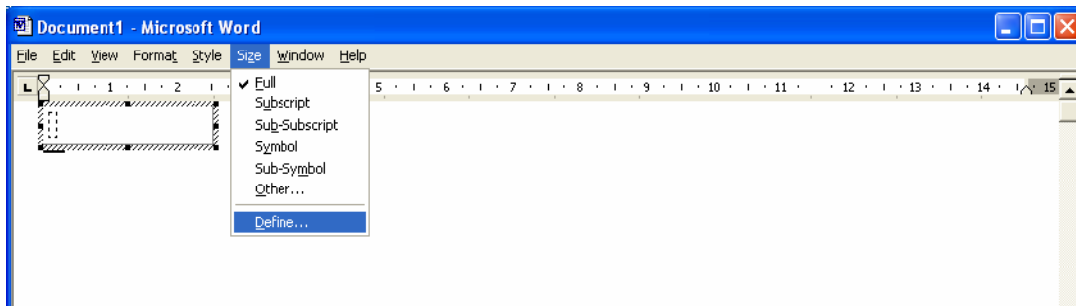 Document1 - Microsoft Word
File Edit View Format Style Size Window Help
L 1 2 5 6 7 8 9 10 11 12 13 14 15
Full
Subscript
Sub-Subscript
Symbol
Sub-Symbol
Other...
Define...